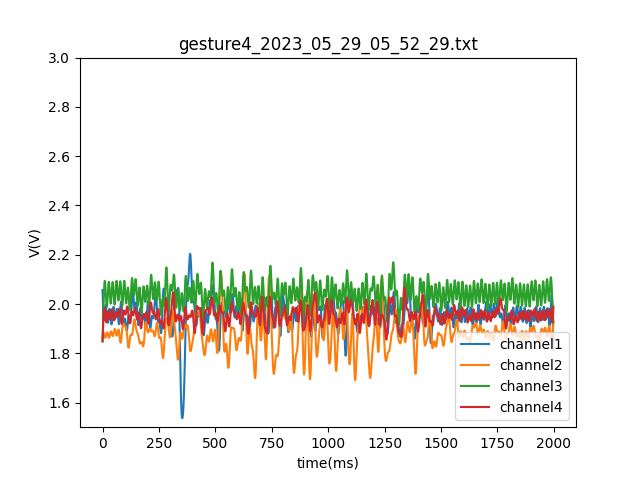 gesture4_2023_05_29_05_52_29.txt
3.0
2.8
2.6
2.4
2.2
2.0
1.8
1.6
V(V)
0 250 500 750 1000 1250 1500 1750 2000
time(ms)
channel1
channel2
channel3
channel4